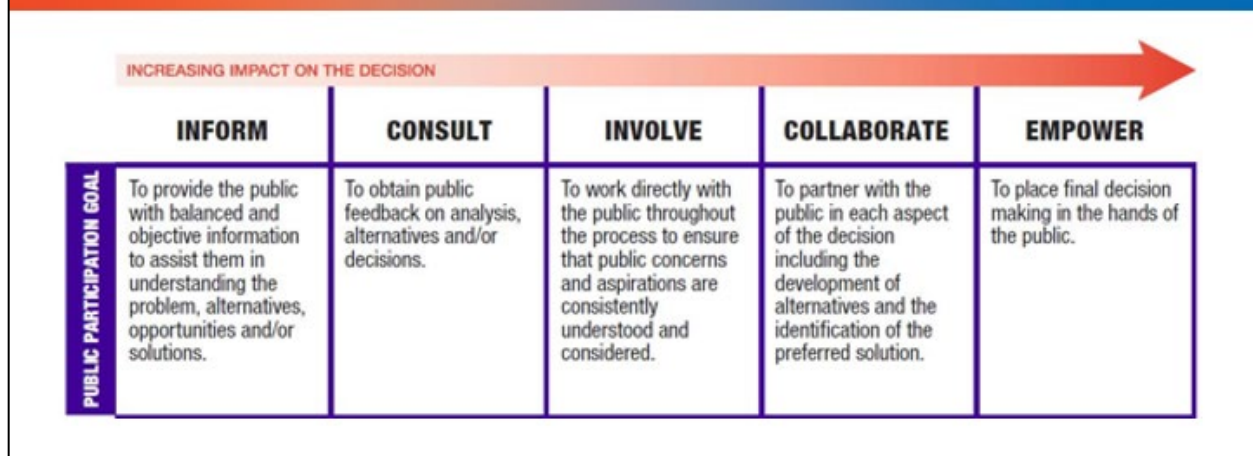 INCREASING IMPACT ON THE DECISION
INFORM
CONSULT
INVOLVE
COLLABORATE
EMPOWER
PUBLIC PARTICIPATION GOAL
To provide the public
with balanced and
objective information
to assist them in
understanding the
problem, alternatives,
opportunities and/or
solutions.
To obtain public
feedback on analysis,
alternatives and/or
decisions.
To work directly with
the public throughout
the process to ensure
that public concerns
and aspirations are
consistently
understood and
considered.
To partner with the
public in each aspect
of the decision
including the
development of
alternatives and the
identification of the
preferred solution.
To place final decision
making in the hands of
the public.